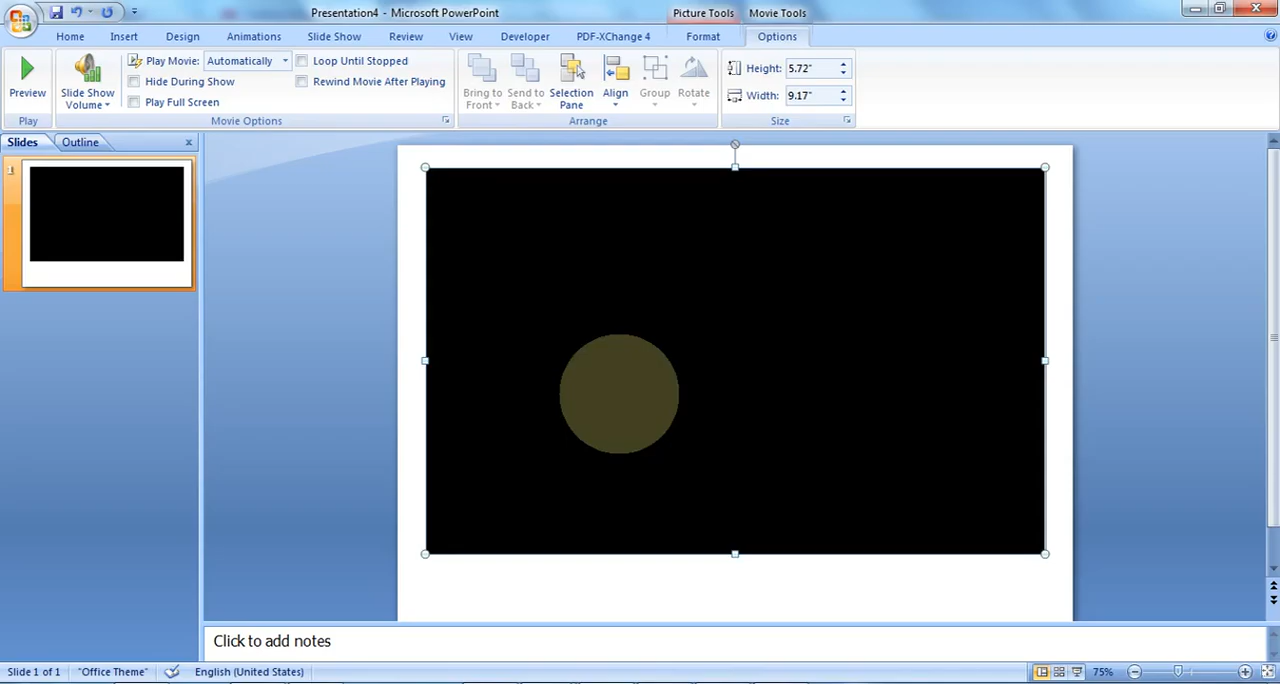 Presentation4 - Microsoft PowerPoint
Picture Tools
Movie Tools
Home
Insert
Design
Animations
Slide Show
Review
View
Developer
PDF-XChange 4
Format
Options
Preview
Play
Slide Show
Volume
Play Movie:
Automatically
Hide During Show
Play Full Screen
Loop Until Stopped
Rewind Movie After Playing
Movie Options
Bring to
Front
Send to
Back
Selection
Pane
Align
Group
Rotate
Arrange
Height:
5.72"
Width:
9.17"
Size
Slides
Outline
1
Click to add notes
Slide 1 of 1
"Office Theme"
English (United States)
75%